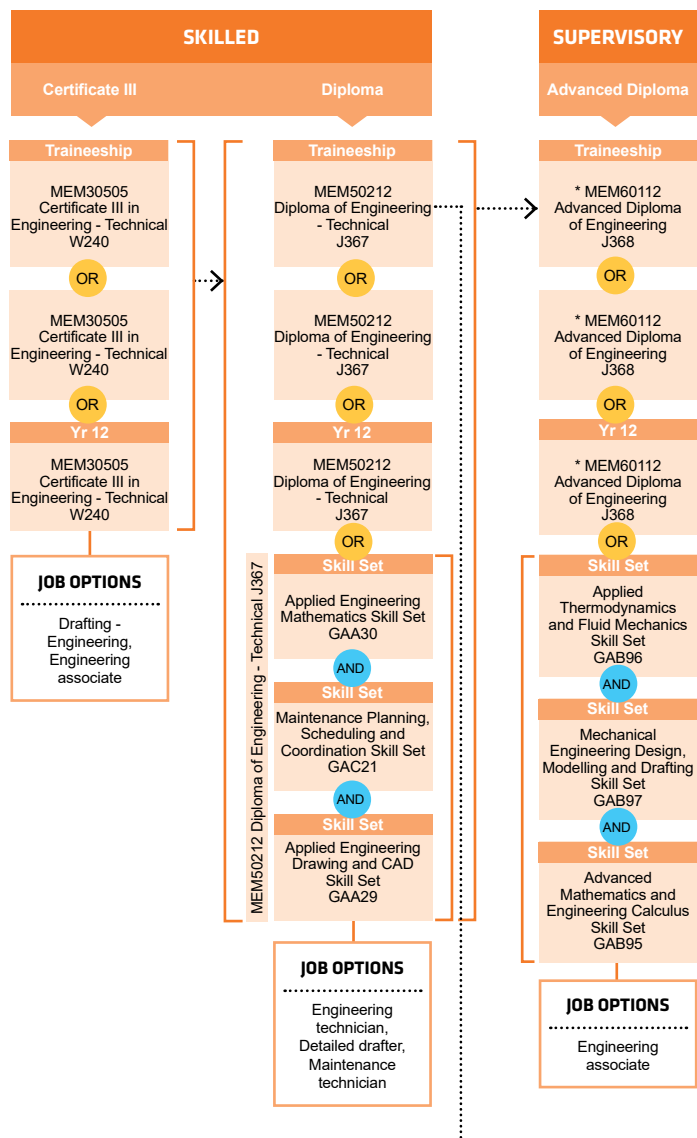 SKILLED
Certificate III
Diploma
Traineeship
MEM30505
Certificate III in
Engineering - Technical
W240
OR
MEM30505
Certificate III in
Engineering - Technical
W240
OR
Yr 12
MEM30505
Certificate III in
Engineering - Technical
W240
JOB OPTIONS
Drafting -
Engineering,
Engineering
associate
Traineeship
MEM50212
Diploma of Engineering
- Technical
J367
OR
MEM50212
Diploma of Engineering
- Technical
J367
OR
Yr 12
MEM50212
Diploma of Engineering
- Technical
J367
OR
MEM50212 Diploma of Engineering - Technical J367
Skill Set
Applied Engineering
Mathematics Skill Set
GAA30
AND
Skill Set
Maintenance Planning,
Scheduling and
Coordination Skill Set
GAC21
AND
Skill Set
Applied Engineering
Drawing and CAD
Skill Set
GAA29
JOB OPTIONS
Engineering
technician,
Detailed drafter,
Maintenance
technician
SUPERVISORY
Advanced Diploma
Traineeship
* MEM60112
Advanced Diploma
of Engineering
J368
OR
* MEM60112
Advanced Diploma
of Engineering
J368
OR
Yr 12
* MEM60112
Advanced Diploma
of Engineering
J368
OR
Skill Set
Applied
Thermodynamics
and Fluid Mechanics
Skill Set
GAB96
AND
Skill Set
Mechanical
Engineering Design,
Modelling and Drafting
Skill Set
GAB97
AND
Skill Set
Advanced
Mathematics and
Engineering Calculus
Skill Set
GAB95
JOB OPTIONS
Engineering
associate